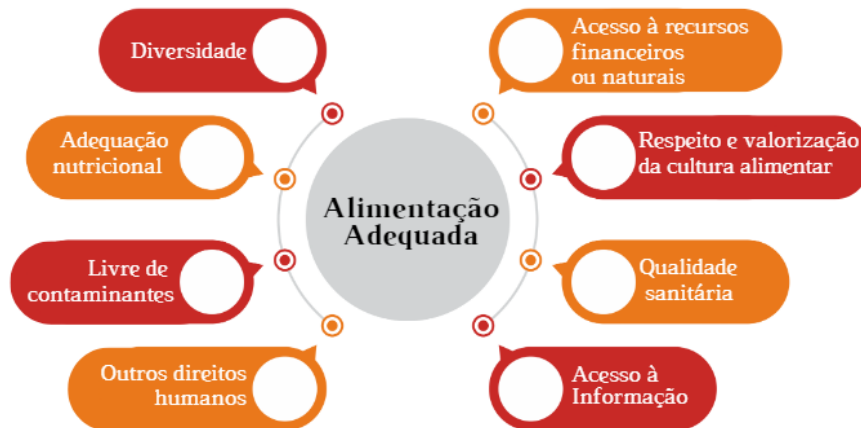 Diversidade
Adequação
nutricional
Livre de
contaminantes
Outros direitos
humanos
Alimentação
Adequada
Acesso à recursos
financeiros
ou naturais
Respeito e valorização
da cultura alimentar
Qualidade
sanitária
Acesso à
Informação